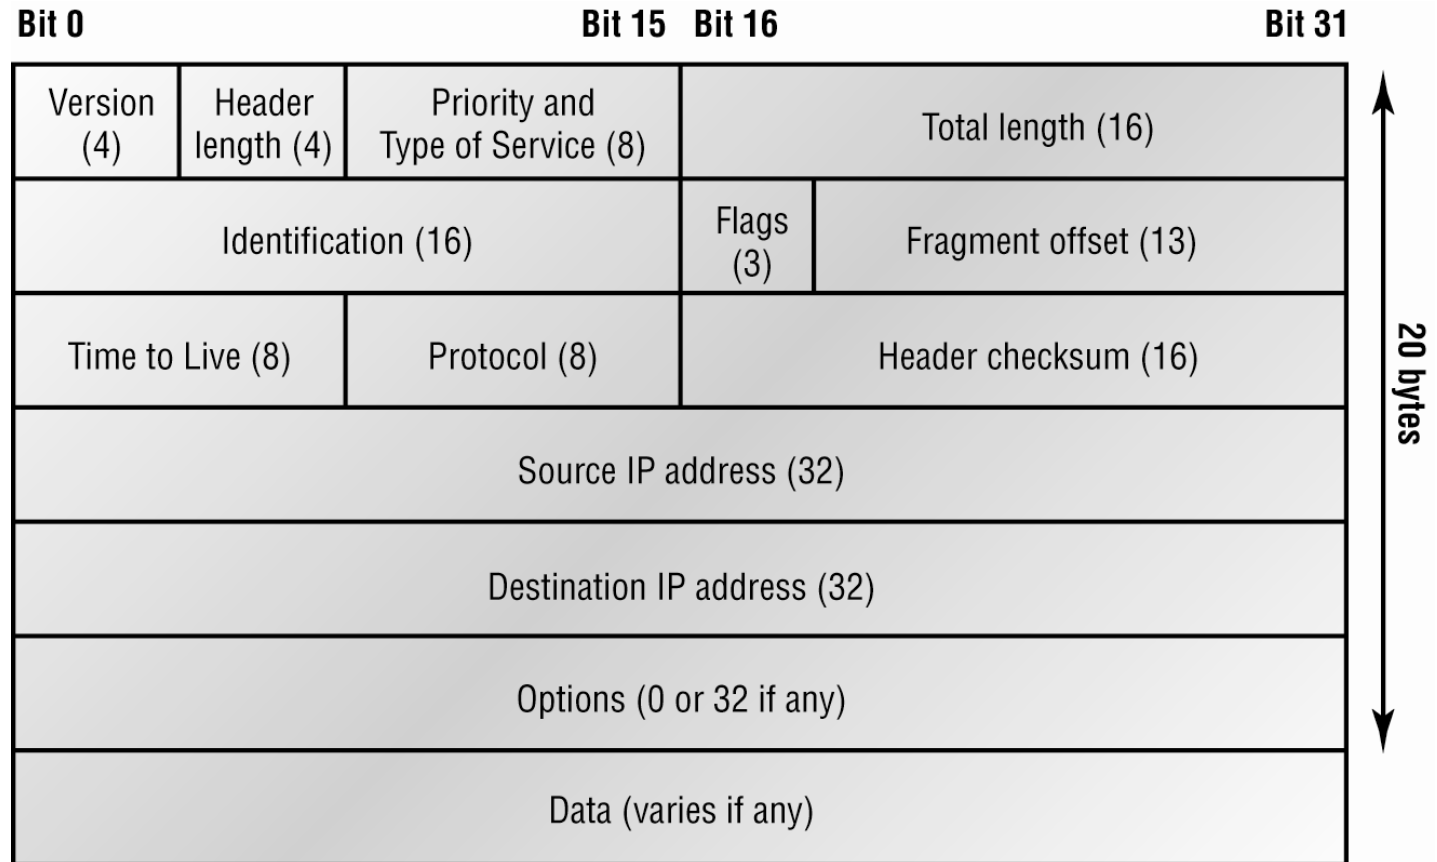 Bit 0 Bit 15 Bit 16 Bit 31
Version
(4)
Header
length (4)
Priority and
Type of Service (8)
Total length (16)
Identification (16)
Flags
(3)
Fragment offset (13)
Time to Live (8)
Protocol (8)
Header checksum (16)
Source IP address (32)
Destination IP address (32)
Options (0 or 32 if any)
Data (varies if any)
20 bytes